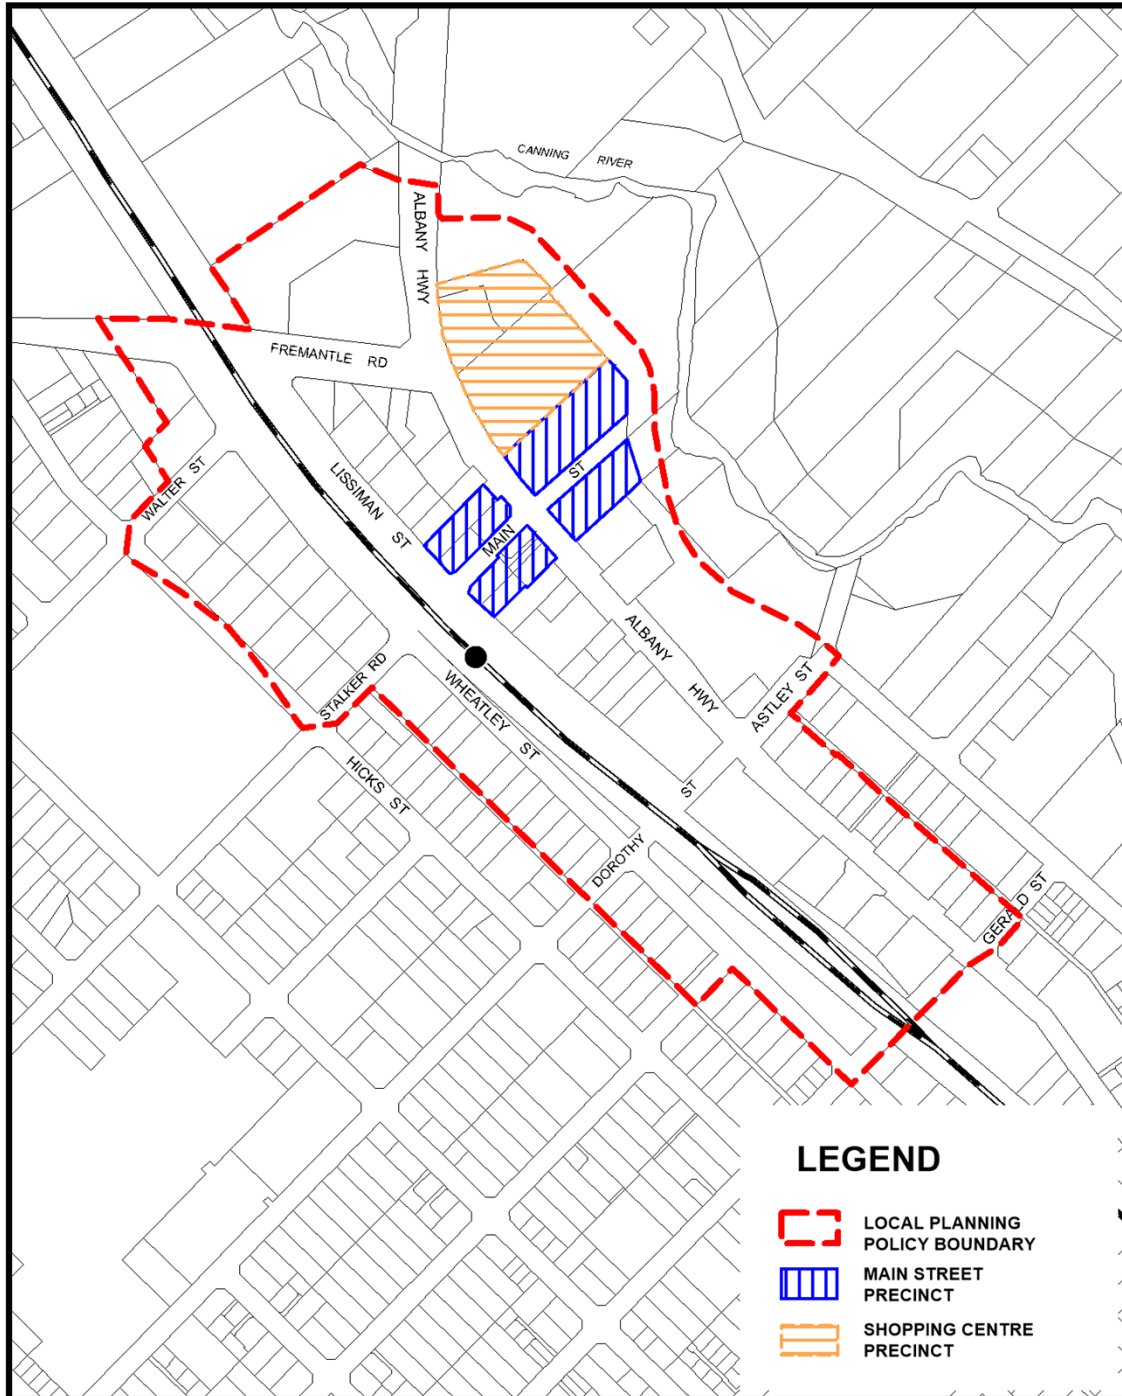 CANNING RIVER
ALBANY HWY
FREMANTLE RD
LISSIMAN ST
WALTER ST
MAIN ST
ALBANY HWY
STALKER RD
WHEATLEY ST
ASTLEY ST
HICKS ST
DOROTHY ST
GERALD ST
LEGEND
LOCAL PLANNING
POLICY BOUNDARY
MAIN STREET
PRECINCT
SHOPPING CENTRE
PRECINCT